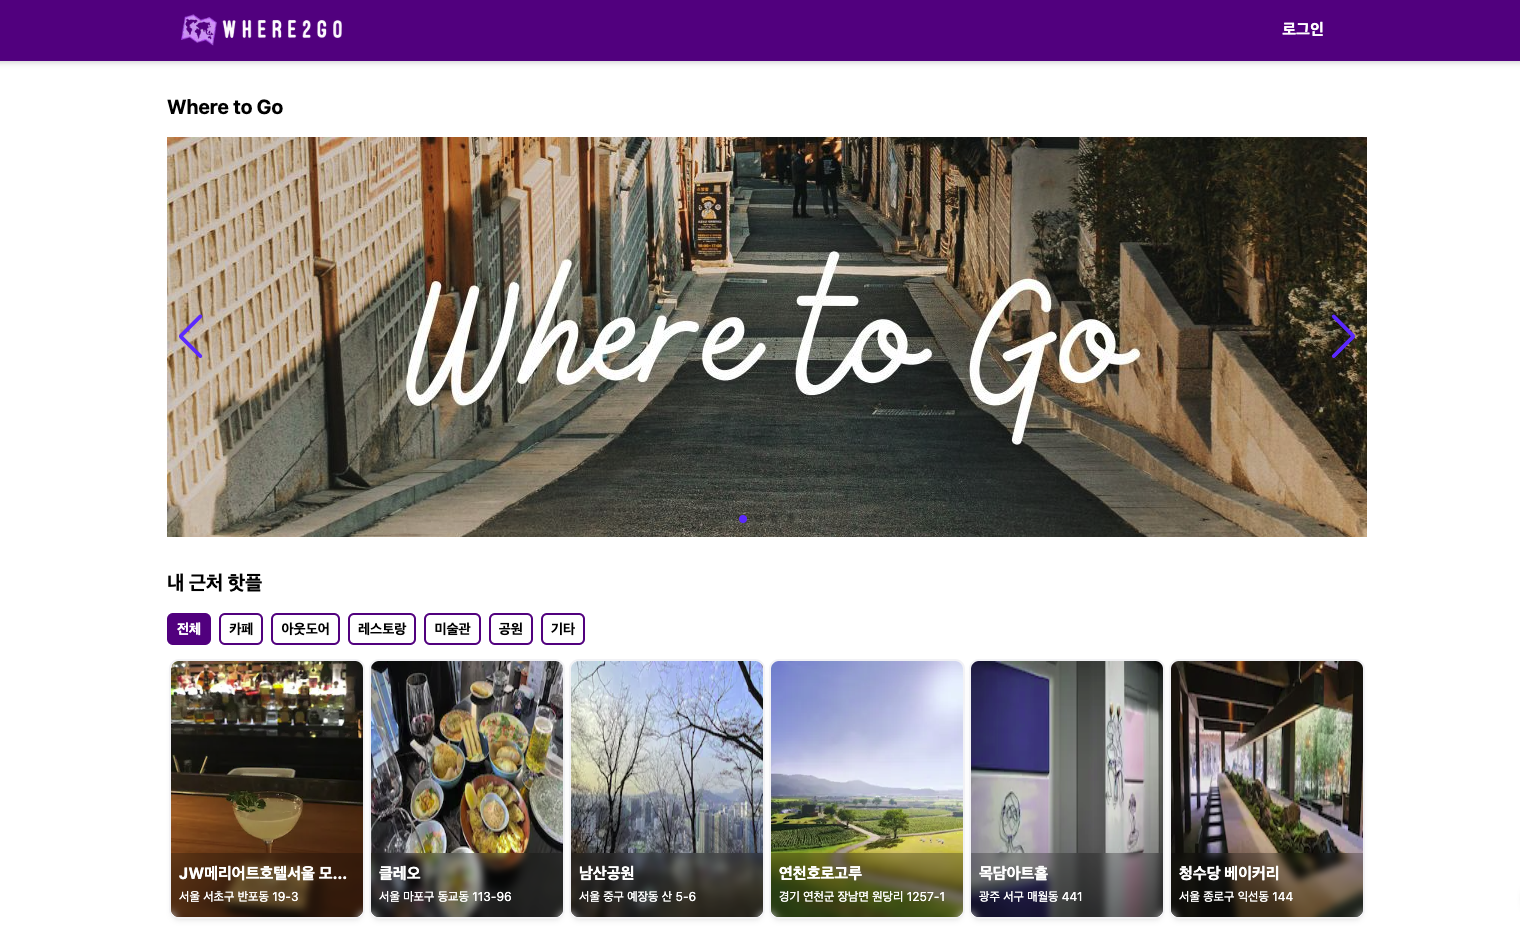 WHERE2GO
로그인
Where to Go
Where to Go
내 근처 핫플
전체
카페
아웃도어
레스토랑
미술관
공원
기타
JW메리어트호텔서울 모...
서울 서초구 반포동 19-3
클레오
서울 마포구 동교동 113-96
남산공원
서울 중구 예장동 산 5-6
연천호로고루
경기 연천군 장남면 원당리 1257-1
목담아트홀
광주 서구 매월동 441
청수당 베이커리
서울 종로구 익선동 144